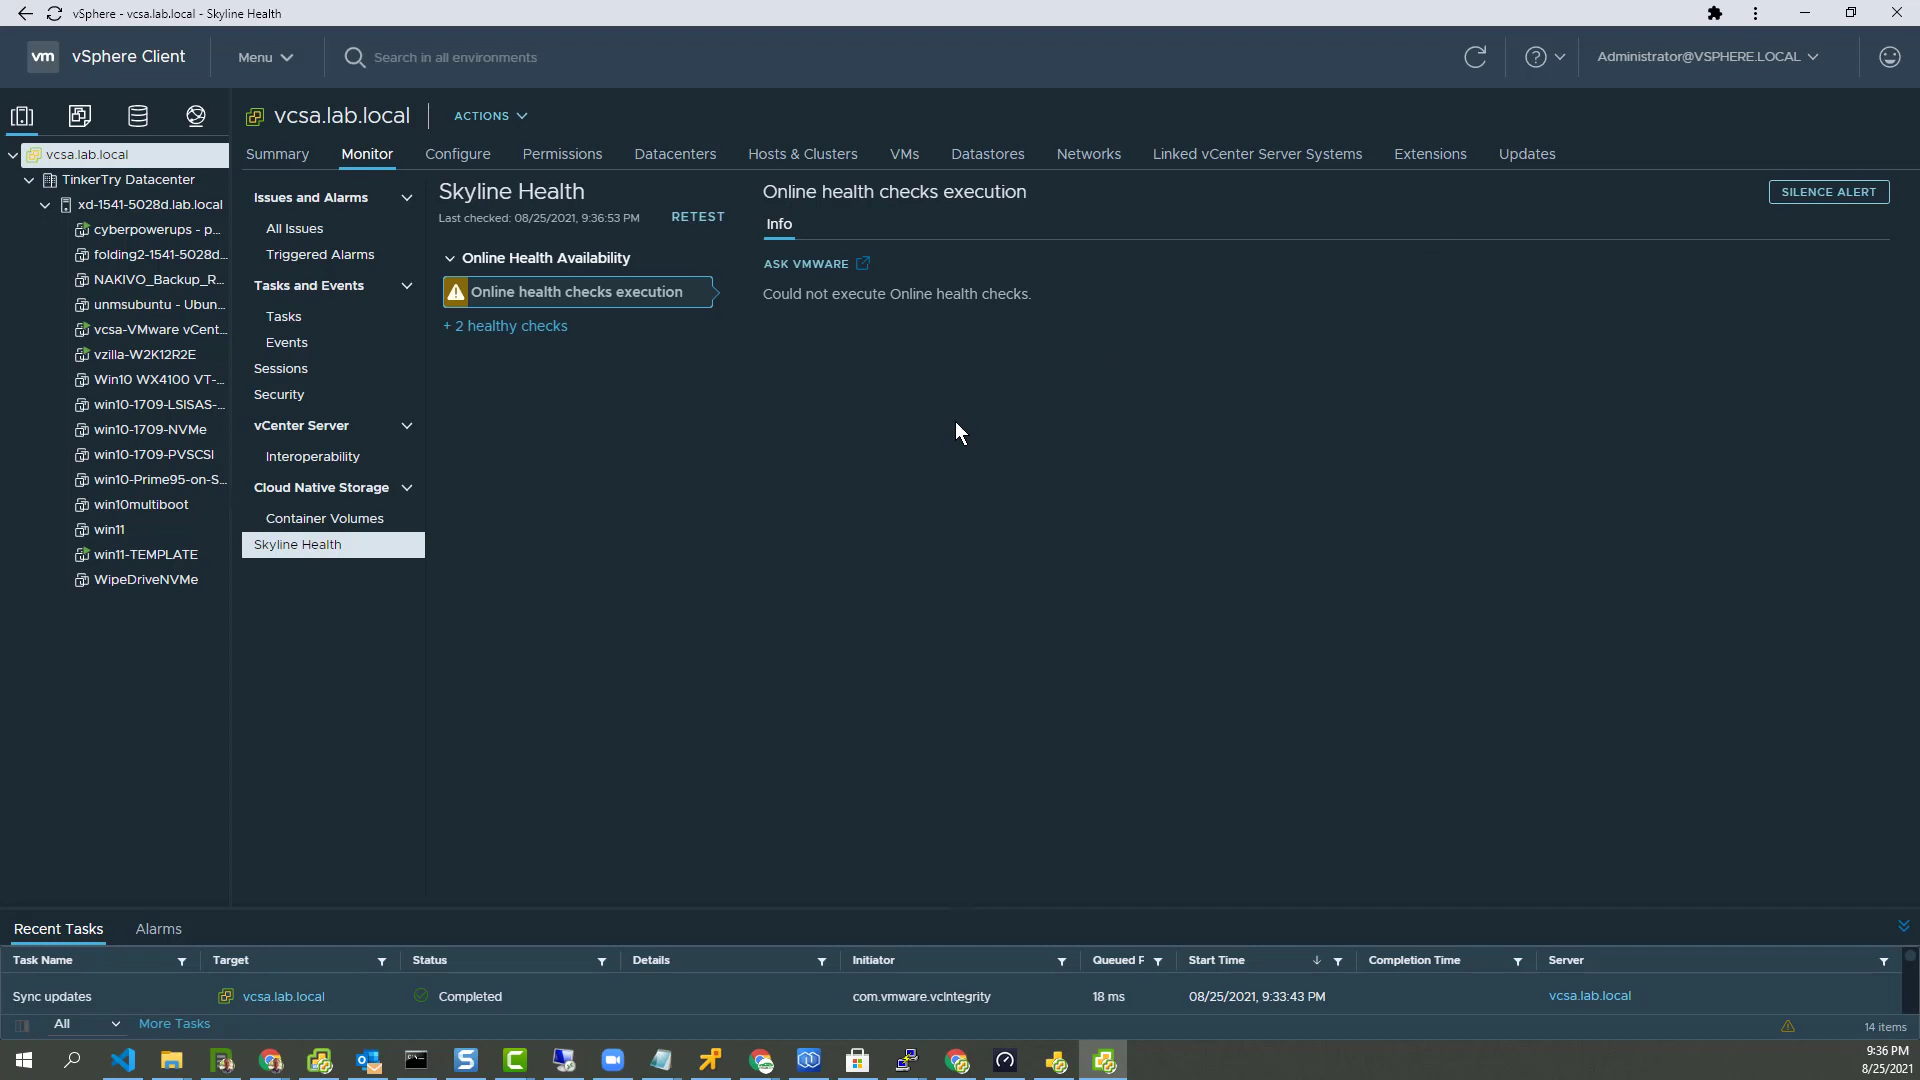 vSphere - vcsa.lab.local - Skyline Health
vm vSphere Client Menu Search in all environments Administrator@VSPHERE.LOCAL
vcsa.lab.local ACTIONS
Summary Monitor Configure Permissions Datacenters Hosts & Clusters VMs Datastores Networks Linked vCenter Server Systems Extensions Updates
vcsa.lab.local
TinkerTry Datacenter
xd-1541-5028d.lab.local
cyberpowerups - p...
folding2-1541-5028d...
NAKIVO_Backup_R...
unmsubuntu - Ubun...
vcsa-VMware vCent...
vzilla-W2K12R2E
Win10 WX4100 VT-...
win10-1709-LSISAS-...
win10-1709-NVMe
win10-1709-PVSCSI
win10-Prime95-on-S...
win10multiboot
win11
win11-TEMPLATE
WipeDriveNVMe
Issues and Alarms
All Issues
Triggered Alarms
Tasks and Events
Tasks
Events
Sessions
Security
vCenter Server
Interoperability
Cloud Native Storage
Container Volumes
Skyline Health
Skyline Health
Last checked: 08/25/2021, 9:36:53 PM RETEST
Online Health Availability
Online health checks execution
+ 2 healthy checks
Online health checks execution
SILENCE ALERT
Info
ASK VMWARE
Could not execute Online health checks.
Recent Tasks Alarms
Task Name Target Status Details Initiator Queued F Start Time Completion Time Server
Sync updates vcsa.lab.local Completed com.vmware.vcIntegrity 18 ms 08/25/2021, 9:33:43 PM vcsa.lab.local
All More Tasks 14 items
9:36 PM
8/25/2021